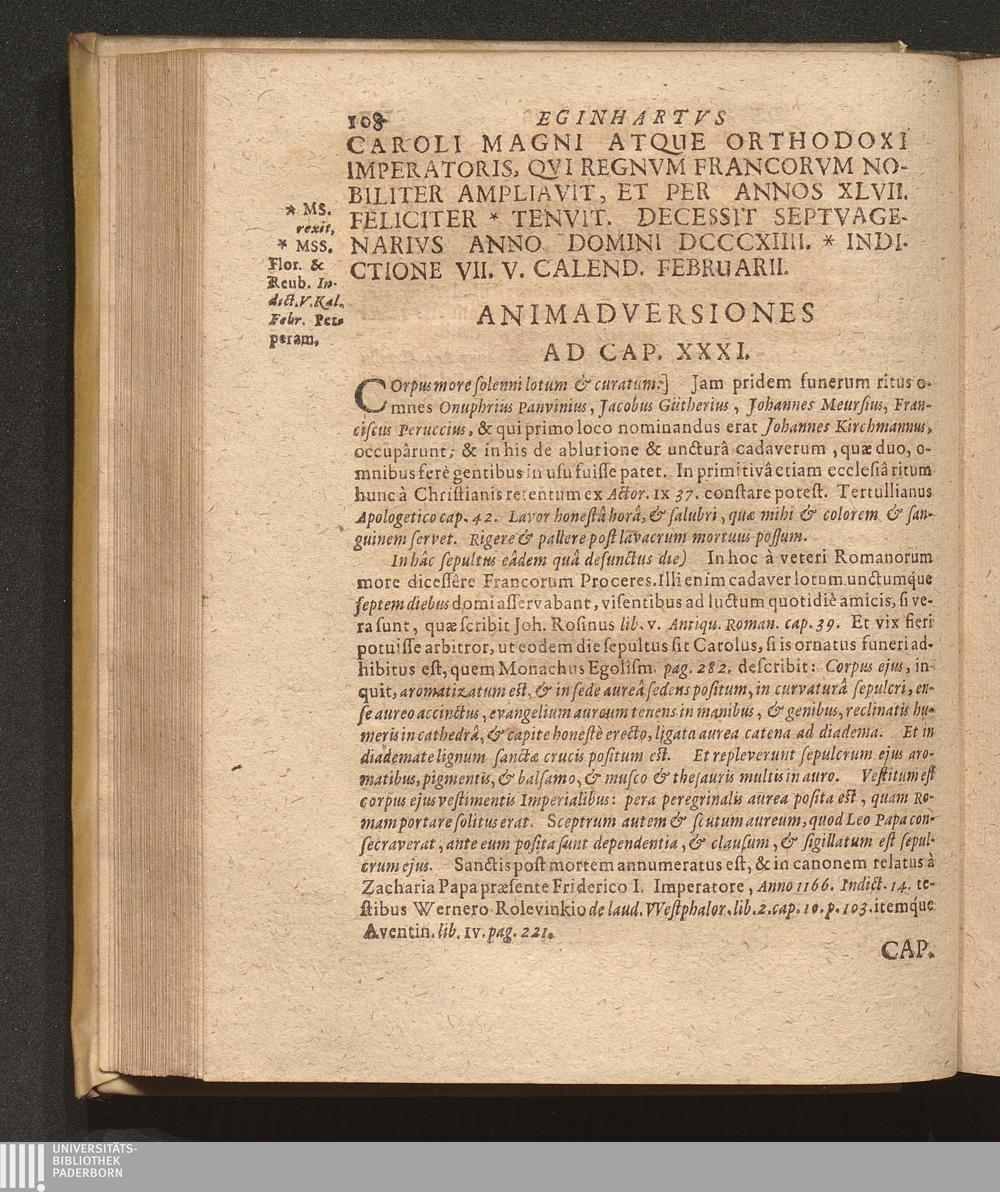 108 EGINHARTVS
CAROLI MAGNI ATQUE ORTHODOXI
IMPERATORIS, QVI REGNVM FRANCORVM NO-
BILITER AMPLIAVIT, ET PER ANNOS XLVII.
FELICITER * TENVIT. DECESSIT SEPTVAGE-
NARIVS ANNO DOMINI DCCCXIIII. * INDI-
CTIONE VII. V. CALEND. FEBRUARII.
* MS.
rexit,
* MSS.
Flor. &
Reub. In-
dict. V. Kal.
Febr. Per-
peram.
ANIMADVERSIONES
AD CAP. XXXI.
COrpus more ſolenni lotum & curatum:] Jam pridem funerum rîtus o-
mnes Onuphrius Panvinius, Jacobus Gütherius, Johannes Meurſius, Fran-
ciſcus Peruccius, & qui primo loco nominandus erat Johannes Kirchmannus,
occupârunt; & in his de ablutione & uncturâ cadaverum, quæ duo, o-
mnibus ferè gentibus in uſu fuiſſe patet. In primitivâ etiam eccleſiâ ritum
hunc à Chriſtianis retentum ex Actor. IX 37. conſtare poteſt. Tertullianus
Apologetico cap. 42. Lavor honeſtâ horâ, & ſalubri, quæ mihi & colorem & ſan-
guinem ſervet. Rigere & pallere poſt lavacrum mortuus poſſum.
In hâc ſepultus eâdem quâ defunctus die) In hoc à veteri Romanorum
more diceſſêre Francorum Proceres. Illi enim cadaver lotum unctumque
ſeptem diebus domi aſſervabant, viſentibus ad luctum quotidiè amicis, ſi ve-
ra ſunt, quæ ſcribit Joh. Roſinus lib. v. Antiqu. Roman. cap. 39. Et vix fieri
potuiſſe arbitror, ut eodem die ſepultus ſit Carolus, ſi is ornatus funeri ad-
hibitus eſt, quem Monachus Egoliſm. pag. 282. deſcribit: Corpus ejus, in-
quit, aromatizatum eſt, & in ſede aureâ ſedens poſitum, in curvaturâ ſepulcri, en-
ſe aureo accinctus, evangelium aureum tenens in manibus, & genibus, reclinatis hu-
meris in cathedrâ, & capite honeſtè erecto, ligata aurea catena ad diadema. Et in
diademate lignum ſanctæ crucis poſitum eſt. Et repleverunt ſepulcrum ejus aro-
matibus, pigmentis, & balſamo, & muſco & theſauris multis in auro. Veſtitum eſt
corpus ejus veſtimentis Imperialibus: pera peregrinalis aurea poſita eſt, quam Ro-
mam portare ſolitus erat. Sceptrum autem & ſcutum aureum, quod Leo Papa con-
ſecraverat, ante eum poſita ſunt dependentia, & clauſum, & ſigillatum eſt ſepul-
crum ejus. Sanctis poſt mortem annumeratus eſt, & in canonem relatus à
Zacharia Papa præſente Friderico I. Imperatore, Anno 1166. Indict. 14. te-
ſtibus Wernero Rolevinkio de laud. VVeſtphalor. lib. 2. cap. 10. p. 103. itemque
Aventin. lib. IV. pag. 221.
CAP.
UNIVERSITÄTS-
BIBLIOTHEK
PADERBORN